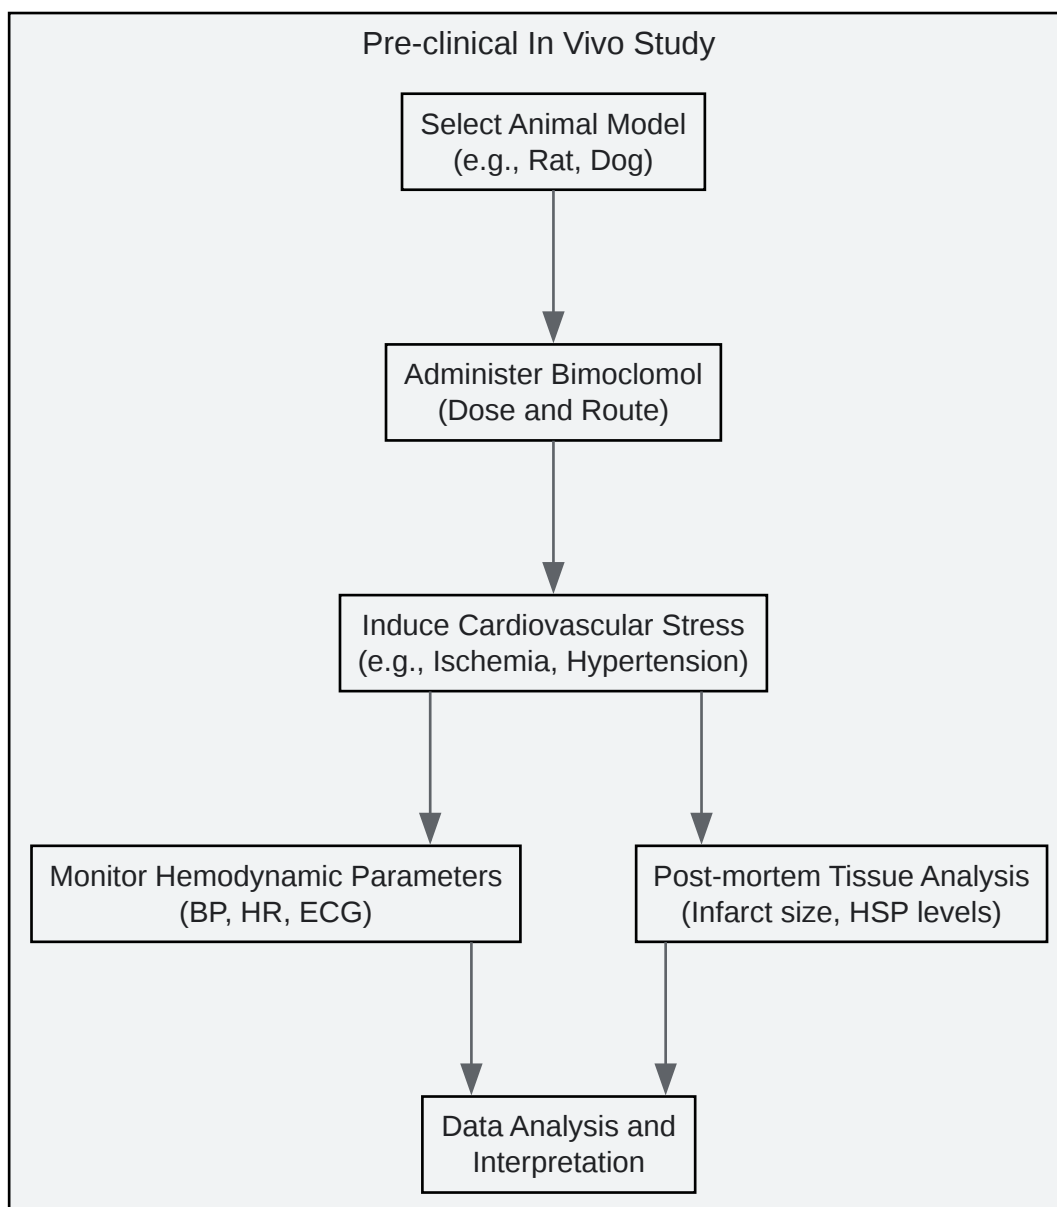 Pre-clinical In Vivo Study
Select Animal Model
(e.g., Rat, Dog)
Administer Bimoclomol
(Dose and Route)
Induce Cardiovascular Stress
(e.g., Ischemia, Hypertension)
Monitor Hemodynamic Parameters
(BP, HR, ECG)
Post-mortem Tissue Analysis
(Infarct size, HSP levels)
Data Analysis and
Interpretation